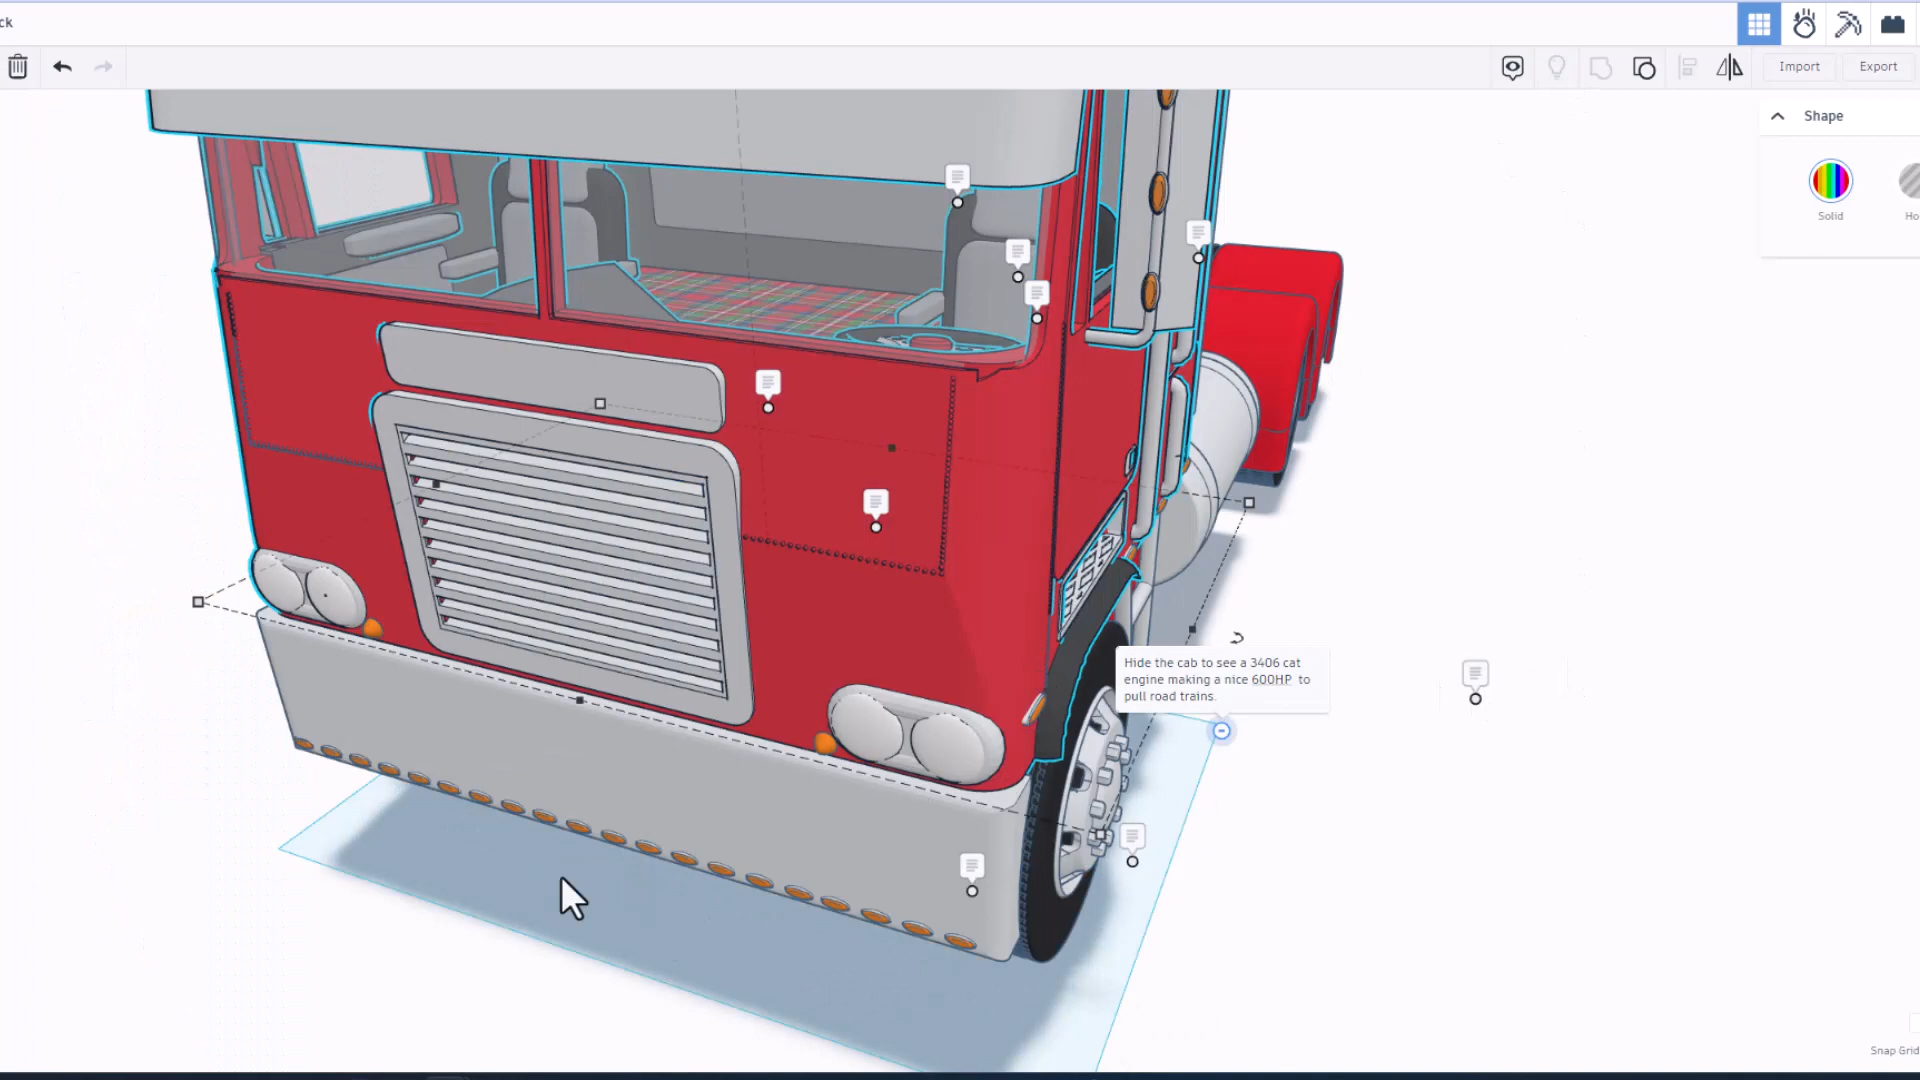 ck
Import
Export
Shape
Solid
Ho
Hide the cab to see a 3406 cat
engine making a nice 600HP to
pull road trains.
Snap Grid